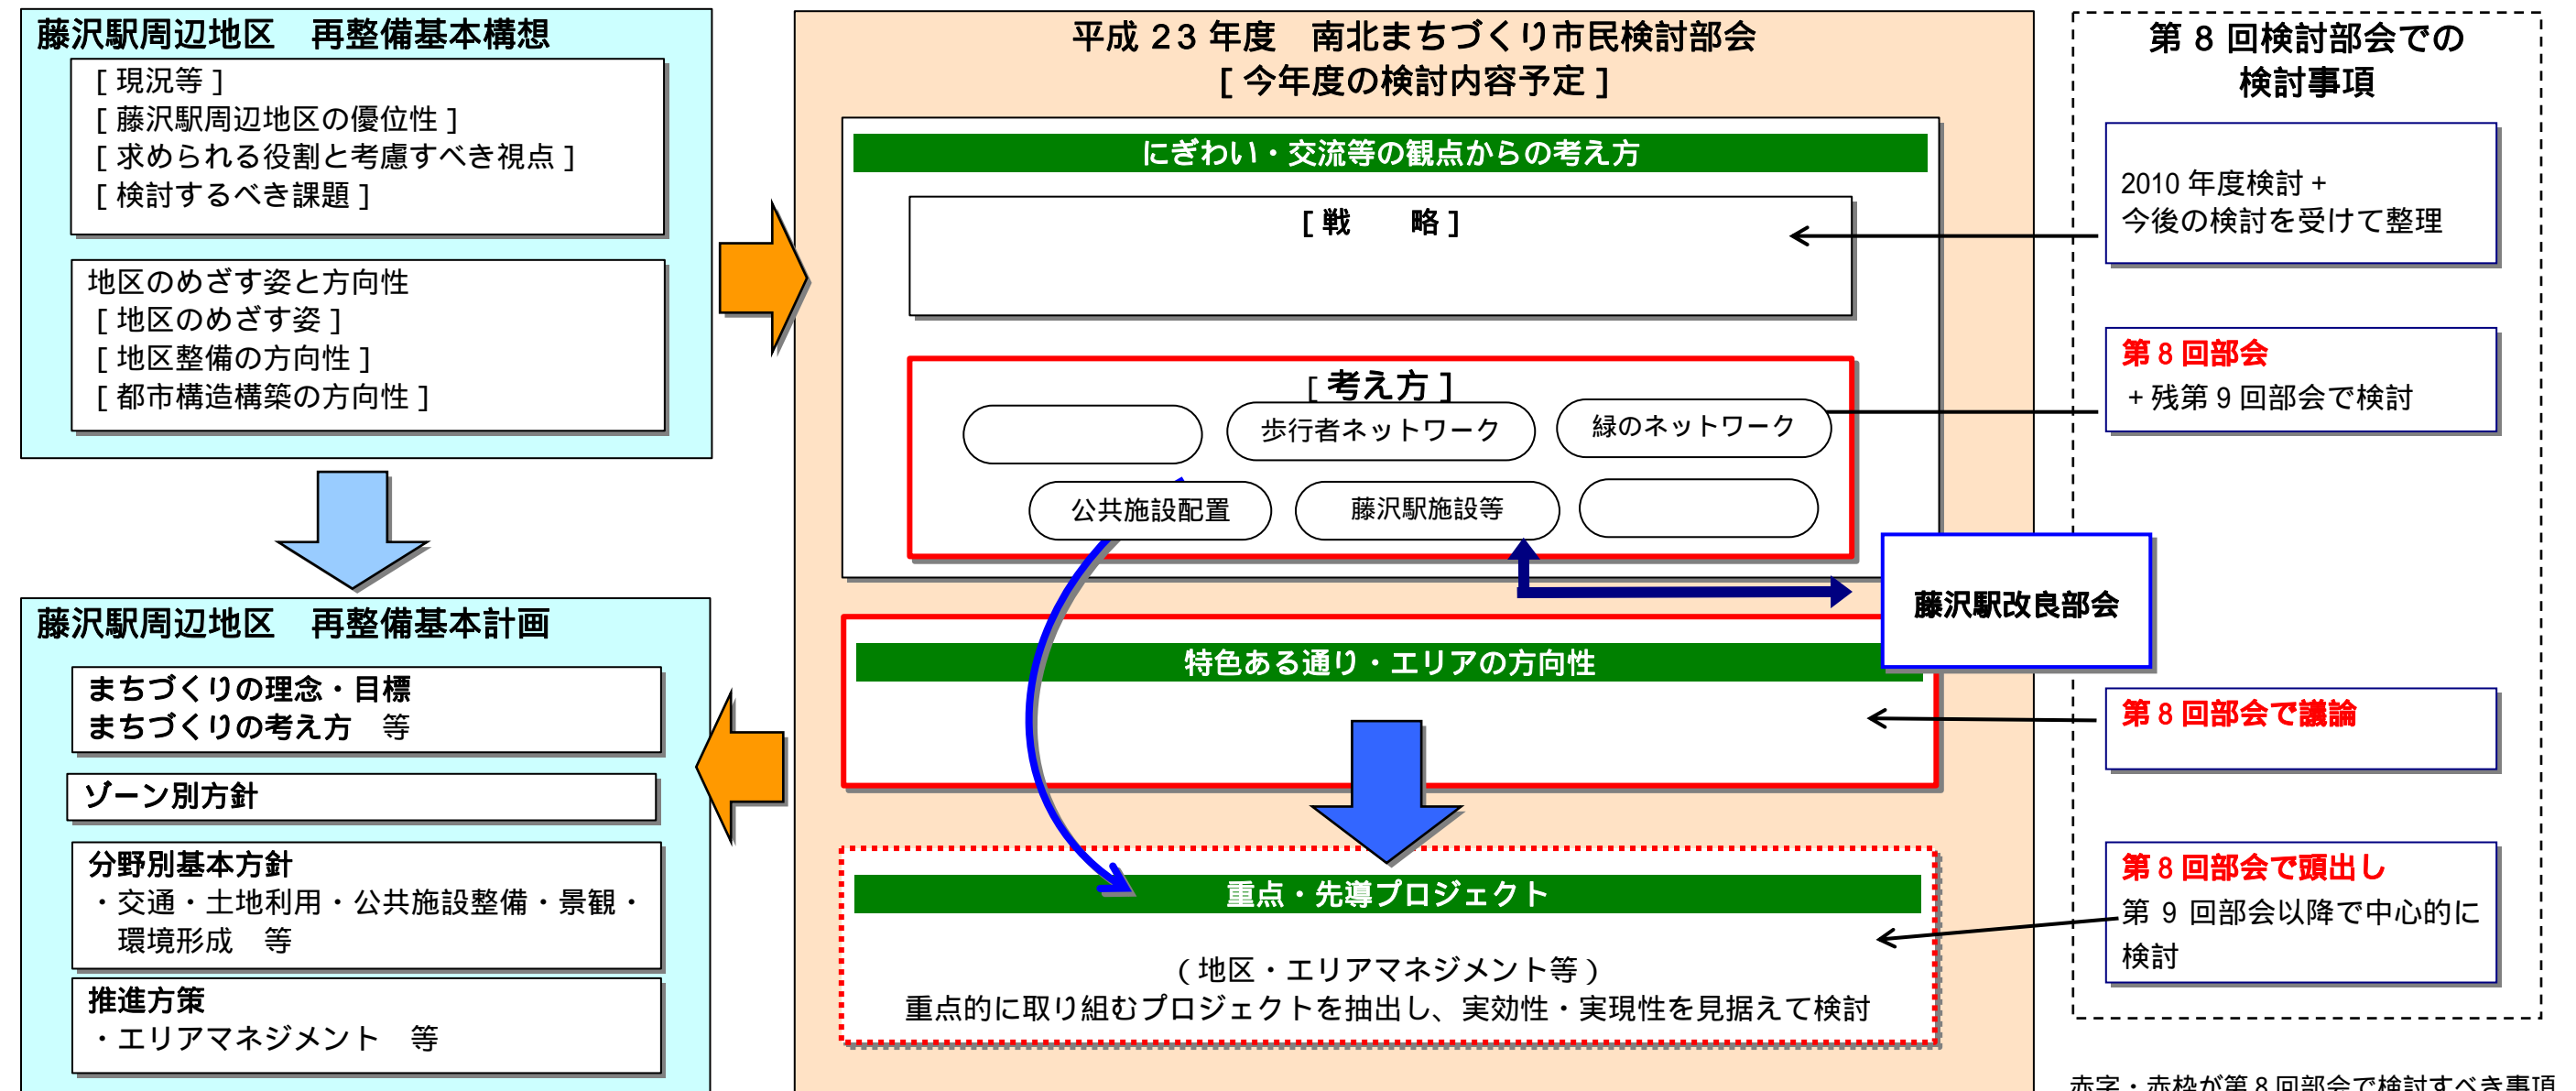 藤沢駅周辺地区　再整備基本構想
[ 現況等 ]
[ 藤沢駅周辺地区の優位性 ]
[ 求められる役割と考慮すべき視点 ]
[ 検討するべき課題 ]
地区のめざす姿と方向性
[ 地区のめざす姿 ]
[ 地区整備の方向性 ]
[ 都市構造構築の方向性 ]
藤沢駅周辺地区　再整備基本計画
まちづくりの理念・目標
まちづくりの考え方　等
ゾーン別方針
分野別基本方針
・交通・土地利用・公共施設整備・景観・
環境形成　等
推進方策
・エリアマネジメント　等
平成 23 年度　南北まちづくり市民検討部会
[ 今年度の検討内容予定 ]
にぎわい・交流等の観点からの考え方
[ 戦　　略 ]
[ 考え方 ]
歩行者ネットワーク
緑のネットワーク
公共施設配置
藤沢駅施設等
藤沢駅改良部会
特色ある通り・エリアの方向性
重点・先導プロジェクト
（地区・エリアマネジメント等）
重点的に取り組むプロジェクトを抽出し、実効性・実現性を見据えて検討
第 8 回検討部会での
検討事項
2010 年度検討 +
今後の検討を受けて整理
第 8 回部会
+ 残第 9 回部会で検討
第 8 回部会で議論
第 8 回部会で頭出し
第 9 回部会以降で中心的に
検討
赤字・赤枠が第 8 回部会で検討すべき事項